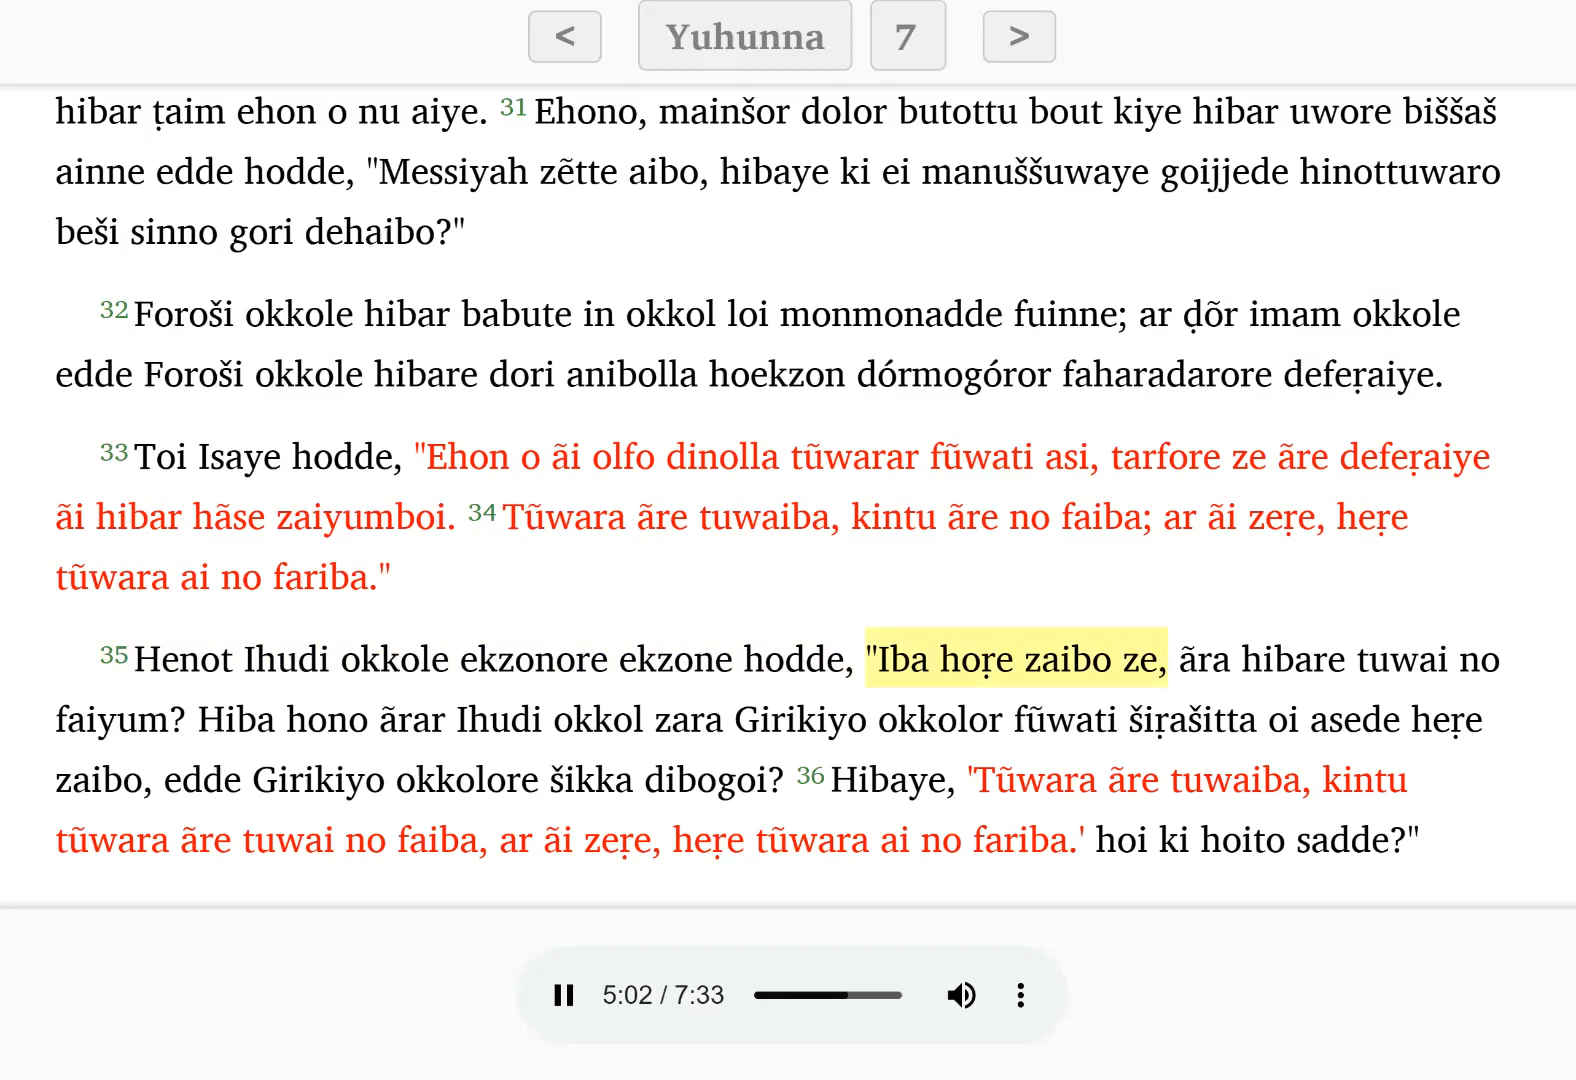 < Yuhunna 7 >
hibar ṭaim ehon o nu aiye. 31 Ehono, mainšor dolor butottu bout kiye hibar uwore biššaš
ainne edde hodde, "Messiyah zẽtte aibo, hibaye ki ei manuššuwaye goijjede hinottuwaro
beši sinno gori dehaibo?"
32 Foroši okkole hibar babute in okkol loi monmonadde fuinne; ar ḍõr imam okkole
edde Foroši okkole hibare dori anibolla hoekzon dórmogóror faharadarore defeṛaiye.
33 Toi Isaye hodde, "Ehon o ãi olfo dinolla tũwarar fũwati asi, tarfore ze ãre defeṛaiye
ãi hibar hãse zaiyumboi. 34 Tũwara ãre tuwaiba, kintu ãre no faiba; ar ãi zeṛe, heṛe
tũwara ai no fariba."
35 Henot Ihudi okkole ekzonore ekzone hodde, "Iba hoṛe zaibo ze, ãra hibare tuwai no
faiyum? Hiba hono ãrar Ihudi okkol zara Girikiyo okkolor fũwati šiṛašitta oi asede heṛe
zaibo, edde Girikiyo okkolore šikka dibogoi? 36 Hibaye, 'Tũwara ãre tuwaiba, kintu
tũwara ãre tuwai no faiba, ar ãi zeṛe, heṛe tũwara ai no fariba.' hoi ki hoito sadde?"
5:02 / 7:33